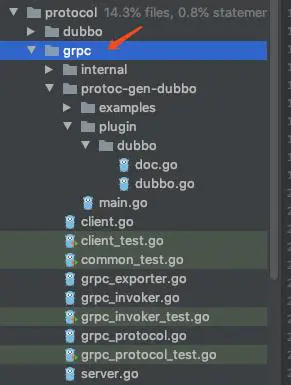 protocol 14.3% files, 0.8% statemer
dubbo
grpc
internal
protoc-gen-dubbo
examples
plugin
dubbo
doc.go
dubbo.go
main.go
client.go
client_test.go
common_test.go
grpc_exporter.go
grpc_invoker.go
grpc_invoker_test.go
grpc_protocol.go
grpc_protocol_test.go
server.go